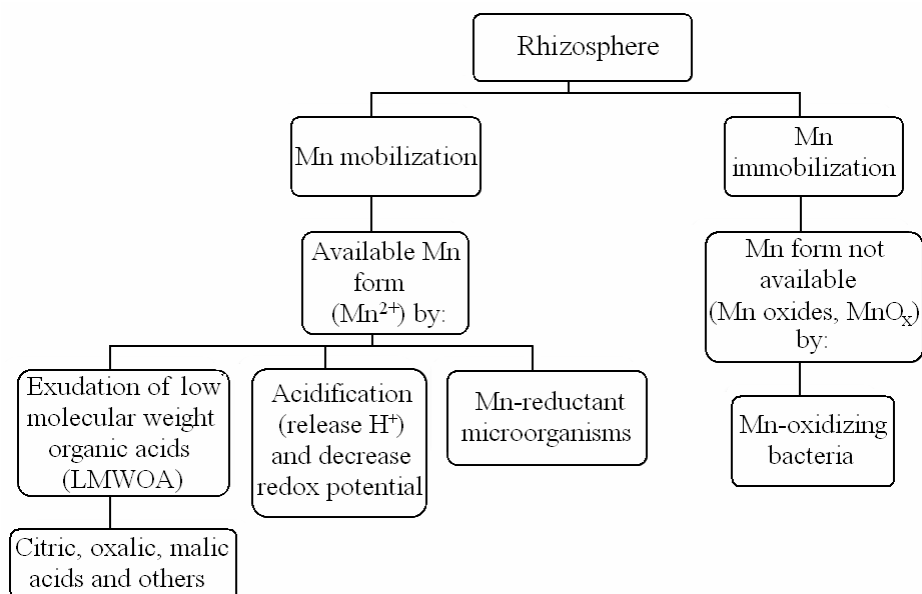 Rhizosphere
Mn mobilization
Mn
immobilization
Available Mn
form
(Mn²⁺) by:
Mn form not
available
(Mn oxides, MnOₓ)
by:
Exudation of low
molecular weight
organic acids
(LMWOA)
Acidification
(release H⁺)
and decrease
redox potential
Mn-reductant
microorganisms
Mn-oxidizing
bacteria
Citric, oxalic, malic
acids and others